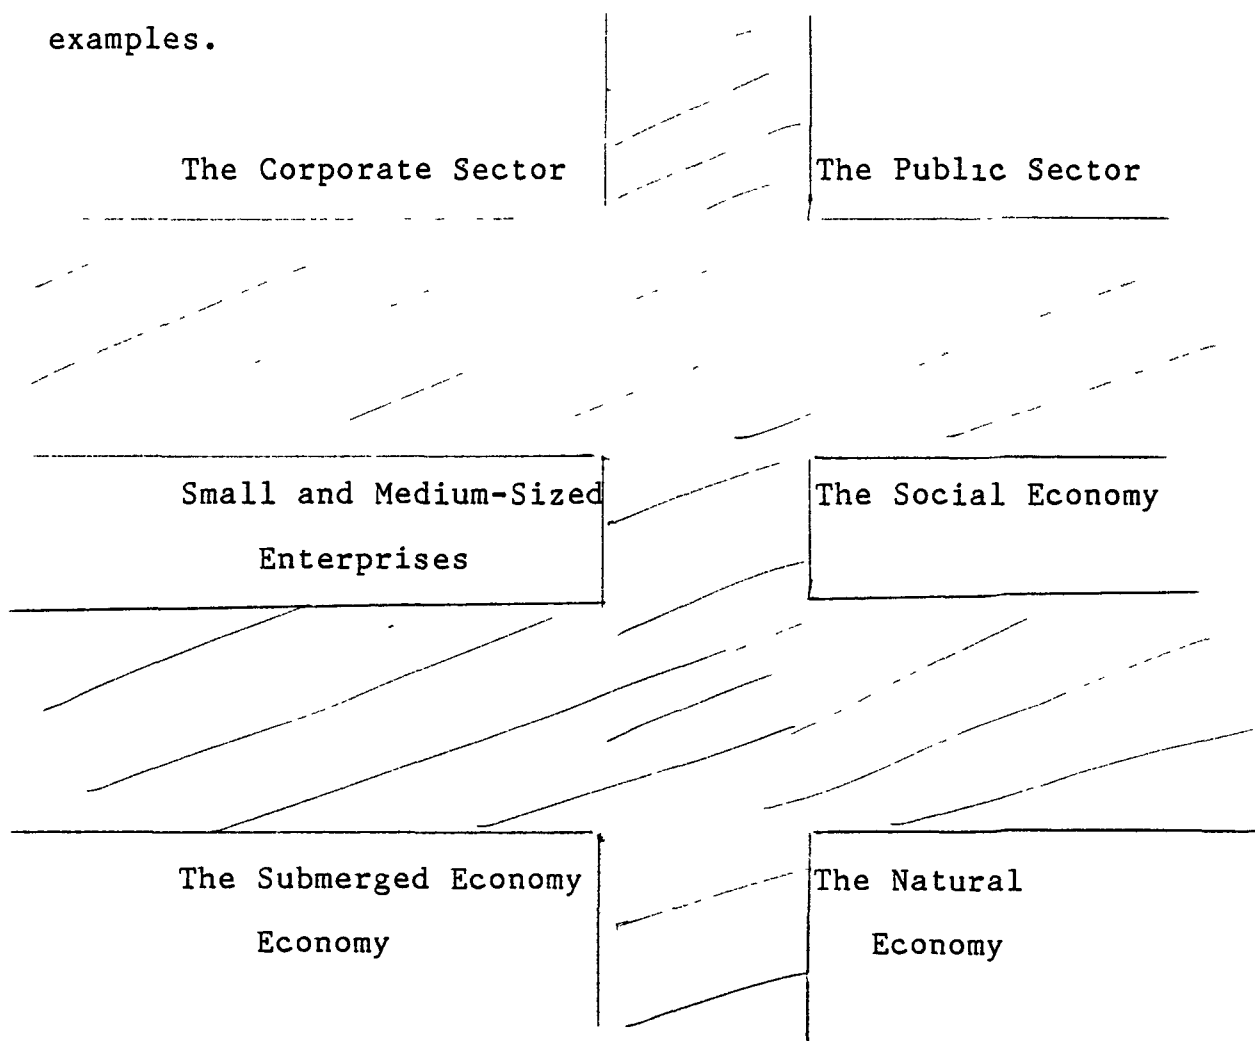 examples.
The Corporate Sector
The Public Sector
Small and Medium-Sized
Enterprises
The Social Economy
The Submerged Economy
Economy
The Natural
Economy